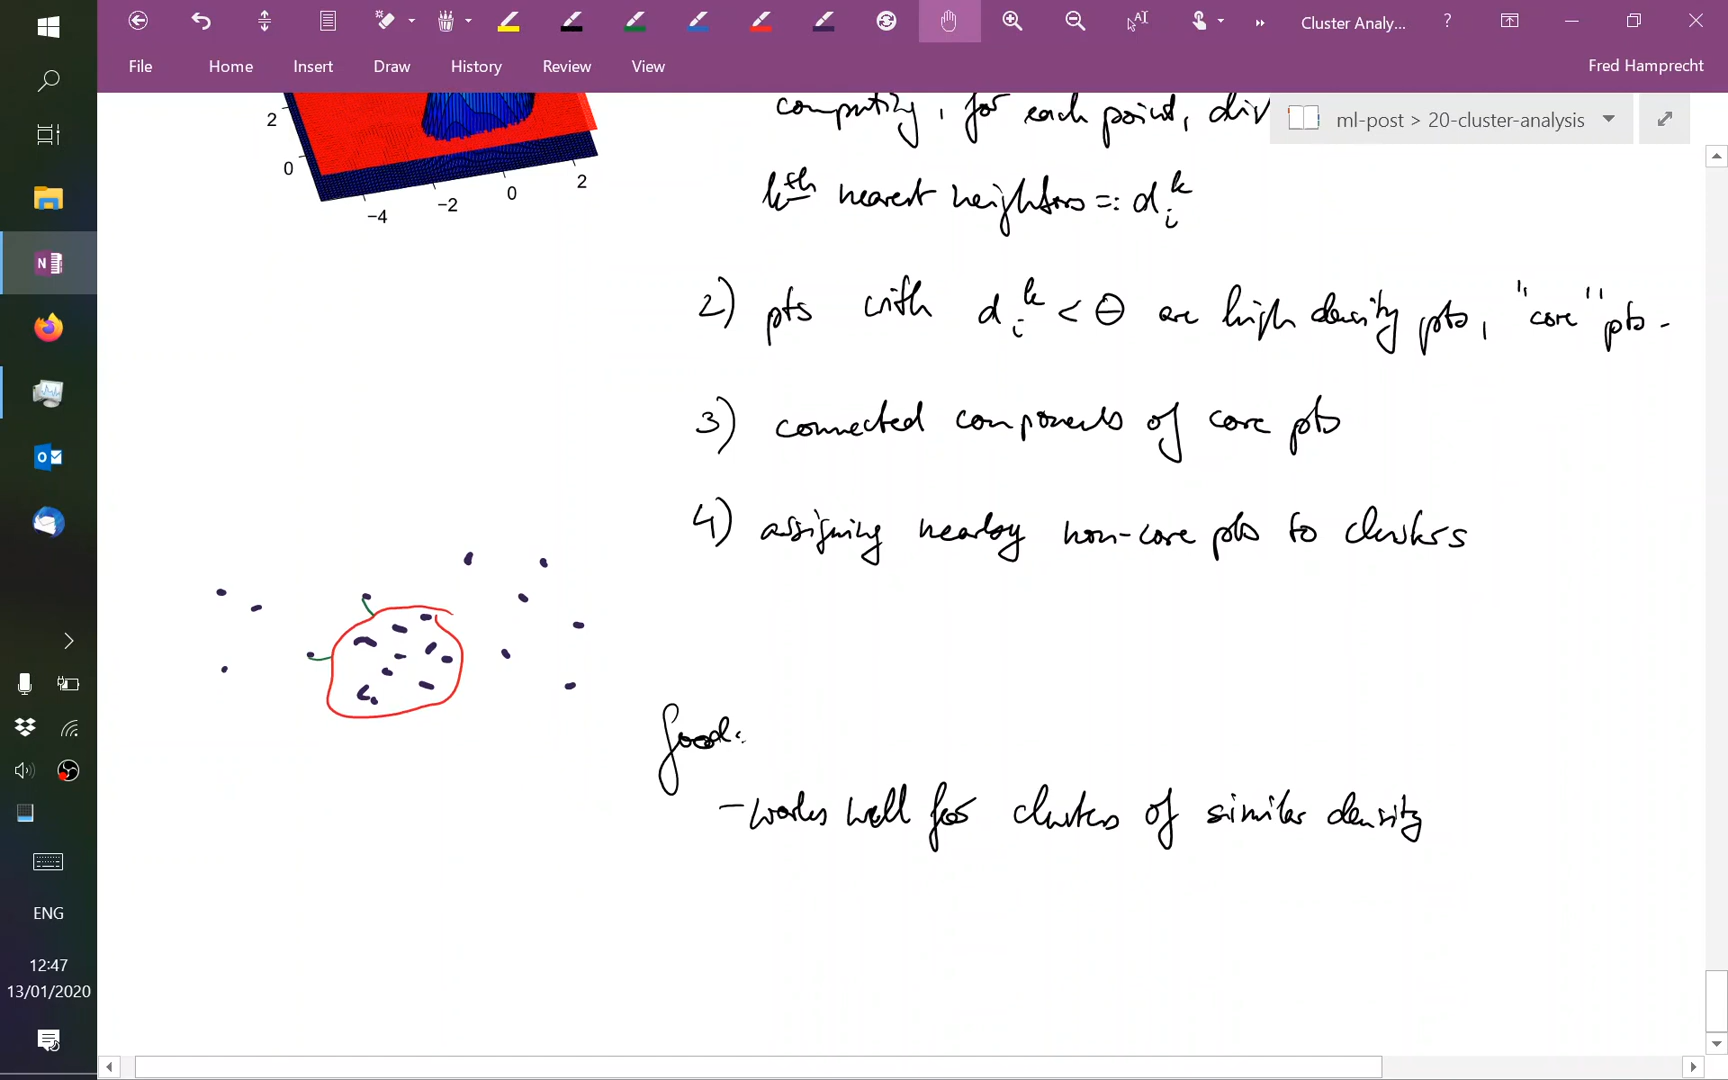 Cluster Analy...
?
File
Home
Insert
Draw
History
Review
View
Fred Hamprecht
ml-post > 20-cluster-analysis
2
0
−4
−2
0
2
computing, for each point, dis
kth nearest neighbors =: d_i^k
2) pts with d_i^k < Θ are high density pts, "core" pts.
3) connected components of core pts
4) assigning nearby non-core pts to clusters
Good:
- works well for clusters of similar density
ENG
12:47
13/01/2020